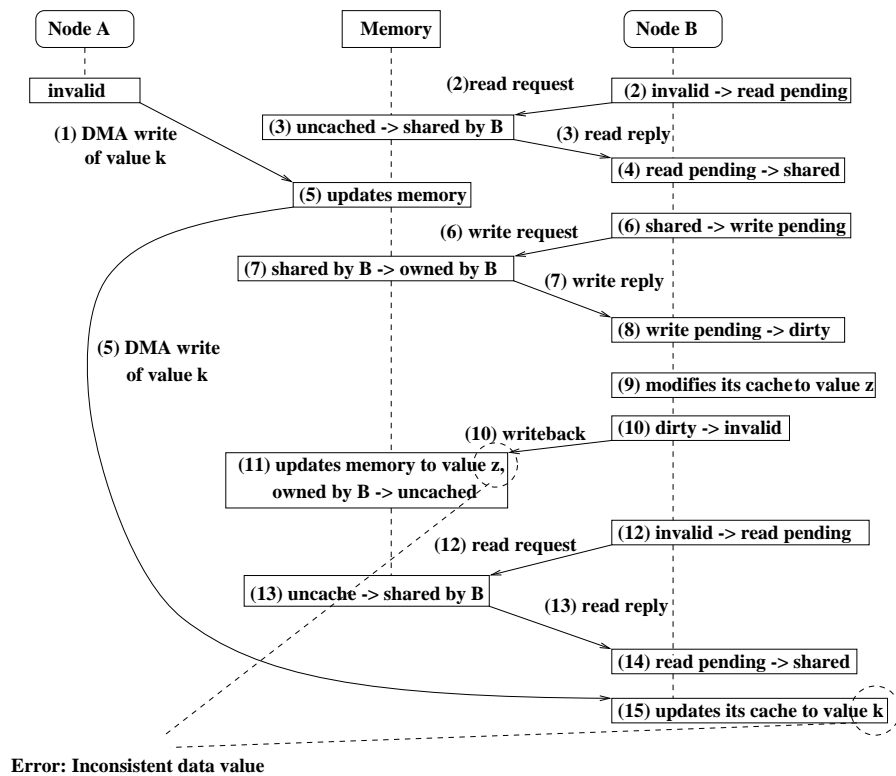 Node A
Memory
Node B
invalid
(2)read request
(2) invalid -> read pending
(1) DMA write
of value k
(3) uncached -> shared by B
(3) read reply
(4) read pending -> shared
(5) updates memory
(6) write request
(6) shared -> write pending
(7) shared by B -> owned by B
(7) write reply
(8) write pending -> dirty
(5) DMA write
of value k
(9) modifies its cache to value z
(10) writeback
(10) dirty -> invalid
(11) updates memory to value z,
owned by B -> uncached
(12) read request
(12) invalid -> read pending
(13) uncache -> shared by B
(13) read reply
(14) read pending -> shared
(15) updates its cache to value k
Error: Inconsistent data value